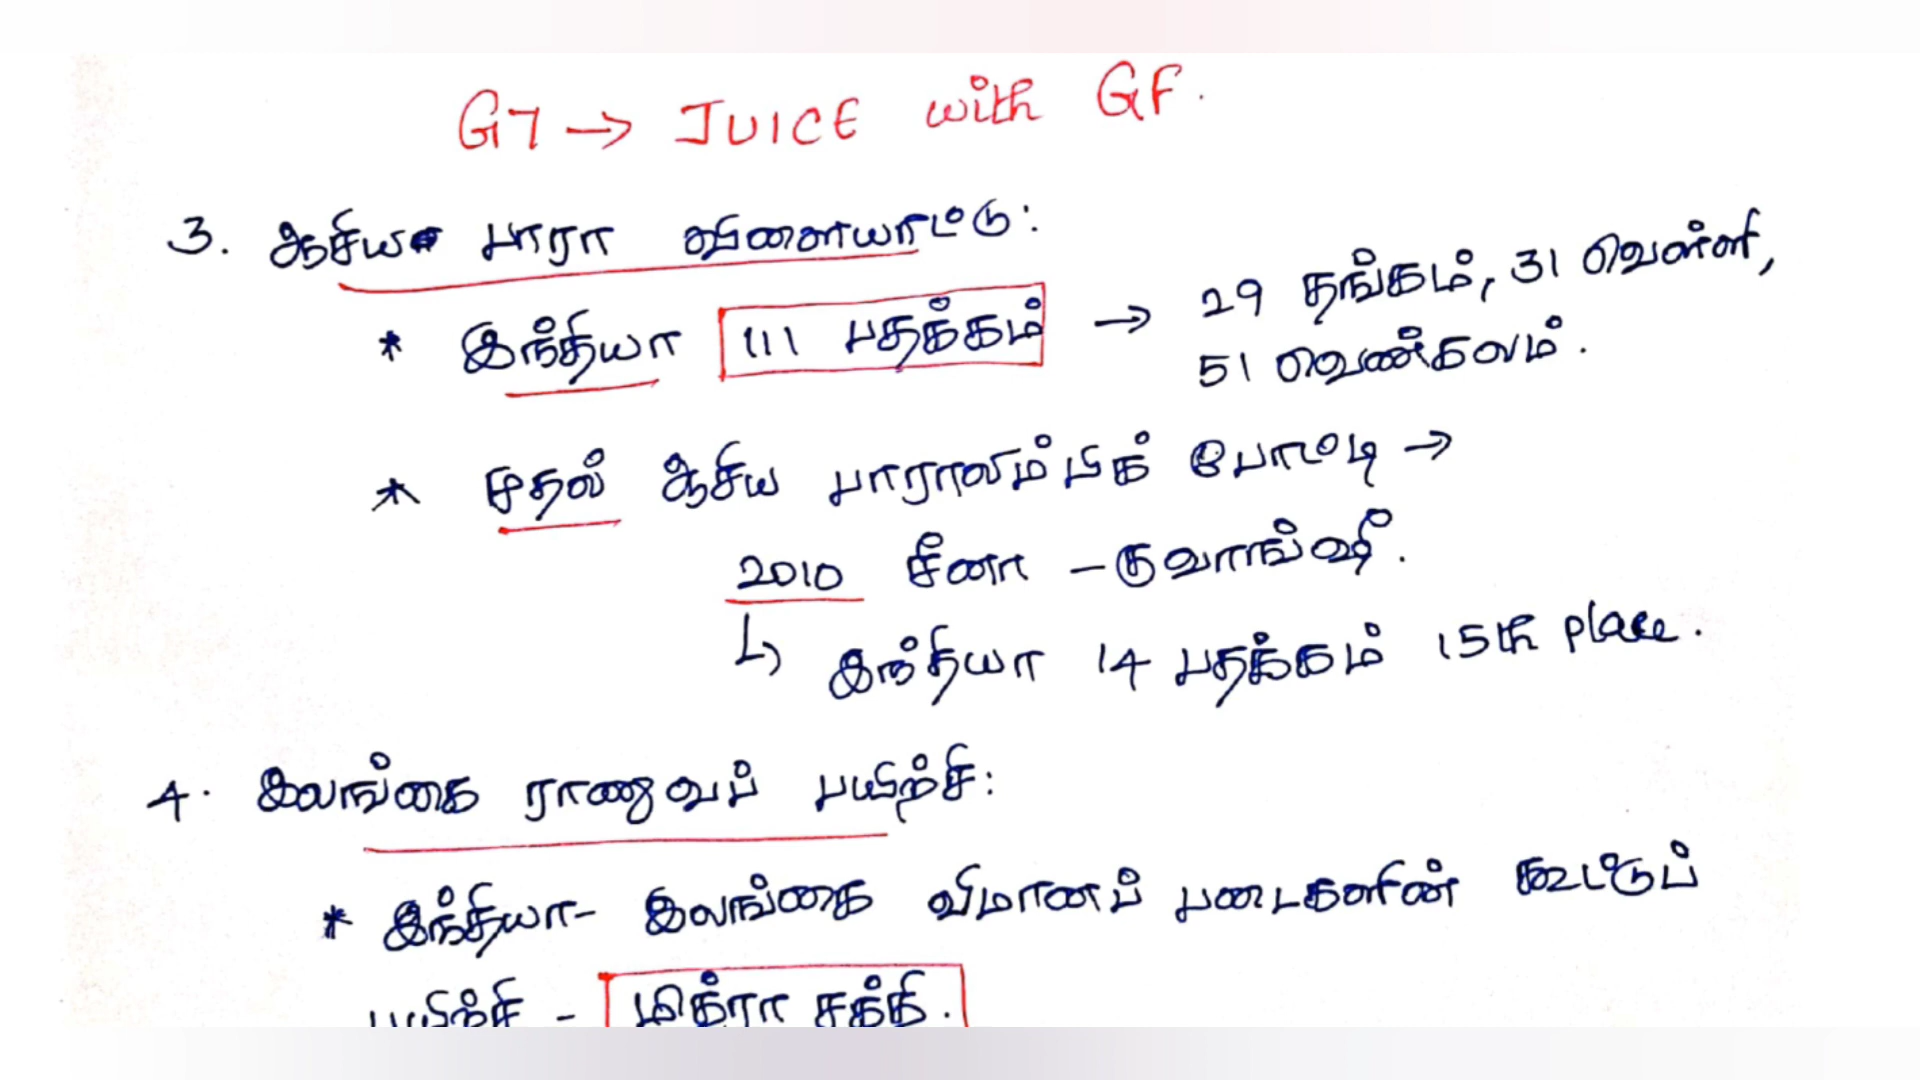 G7 → JUICE with GF.
3. ஆசிய பாரா விளையாட்டு:
* இந்தியா 111 பதக்கம் → 29 தங்கம், 31 வெள்ளி,
51 வெண்கலம்.
* முதல் ஆசிய பாராலிம்பிக் போட்டி →
2010 சீனா - குவாங்ஷீ.
↳ இந்தியா 14 பதக்கம் 15th place.
4. இலங்கை ராணுவப் பயிற்சி:
* இந்தியா- இலங்கை விமானப் படைகளின் கூட்டுப்
பயிற்சி - மித்ரா சக்தி.